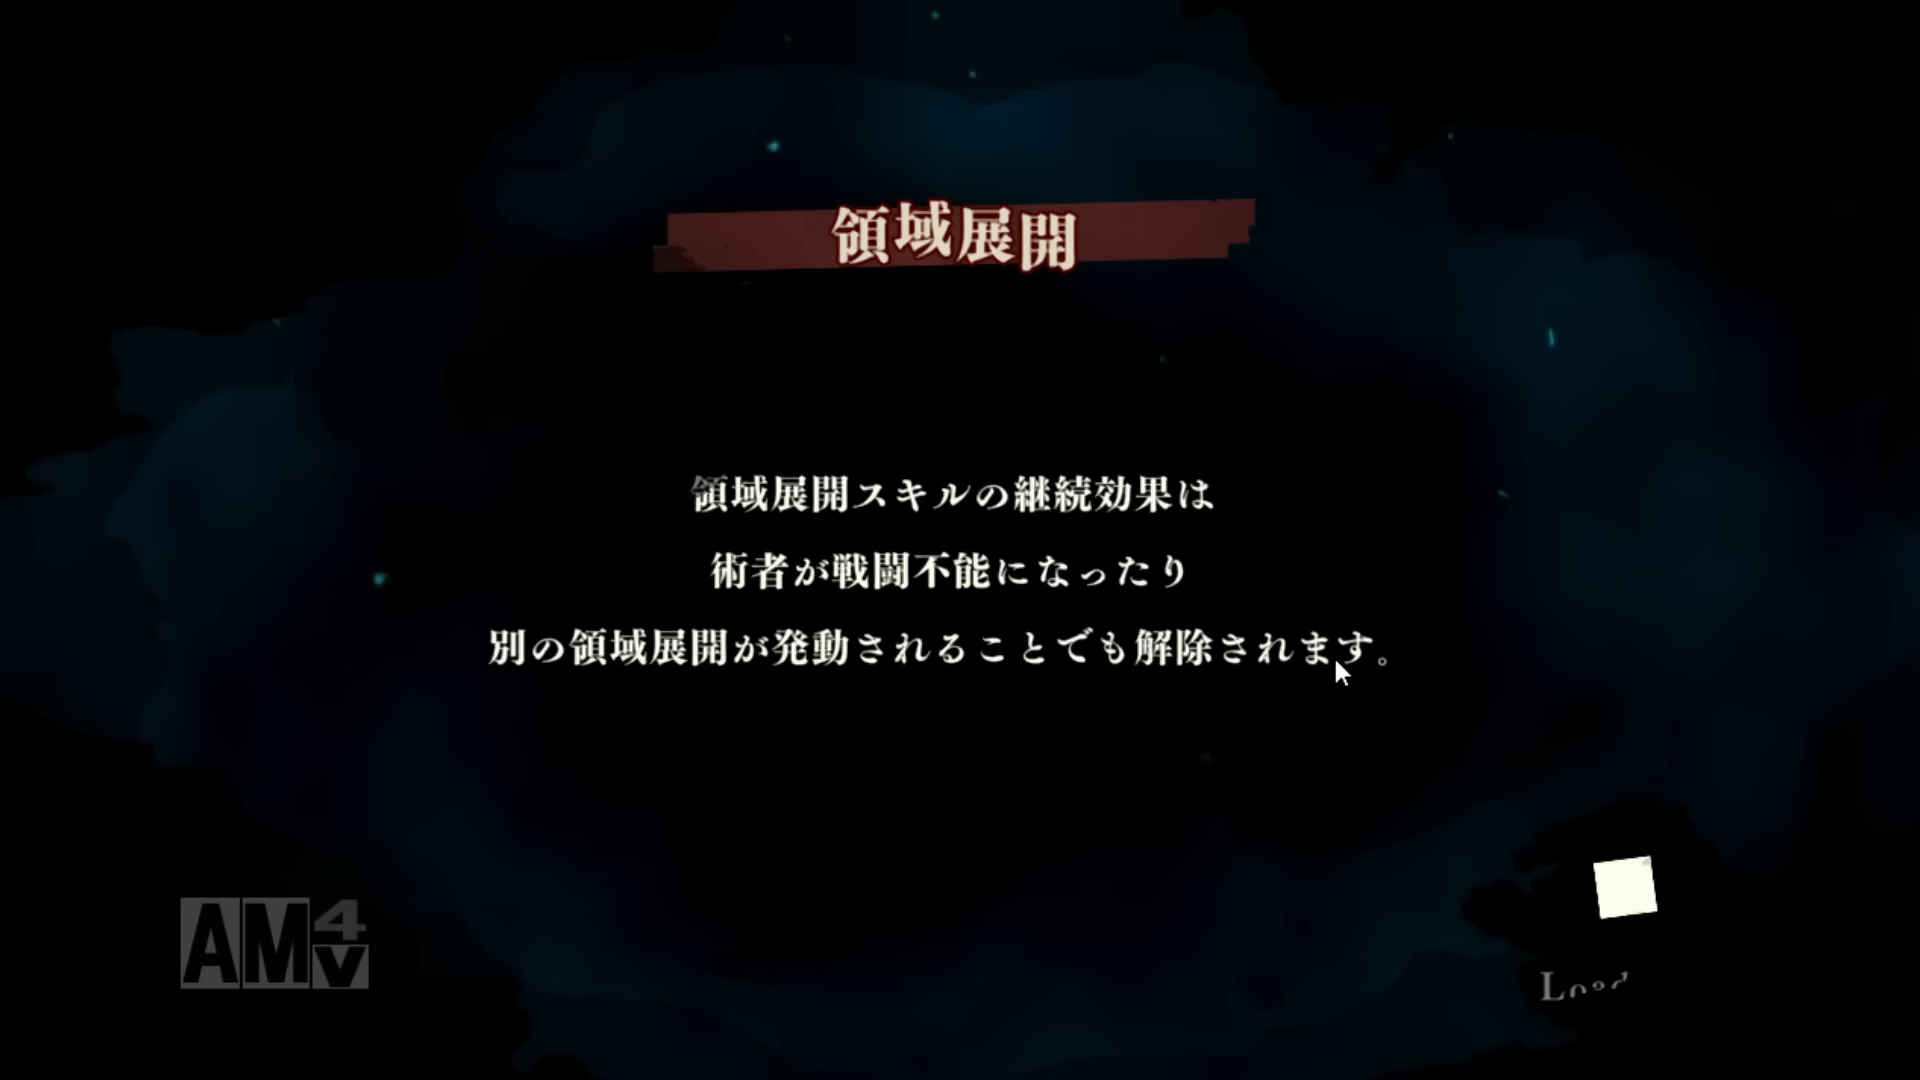 領域展開
領域展開スキルの継続効果は
術者が戦闘不能になったり
別の領域展開が発動されることでも解除されます。
AM4V
Load